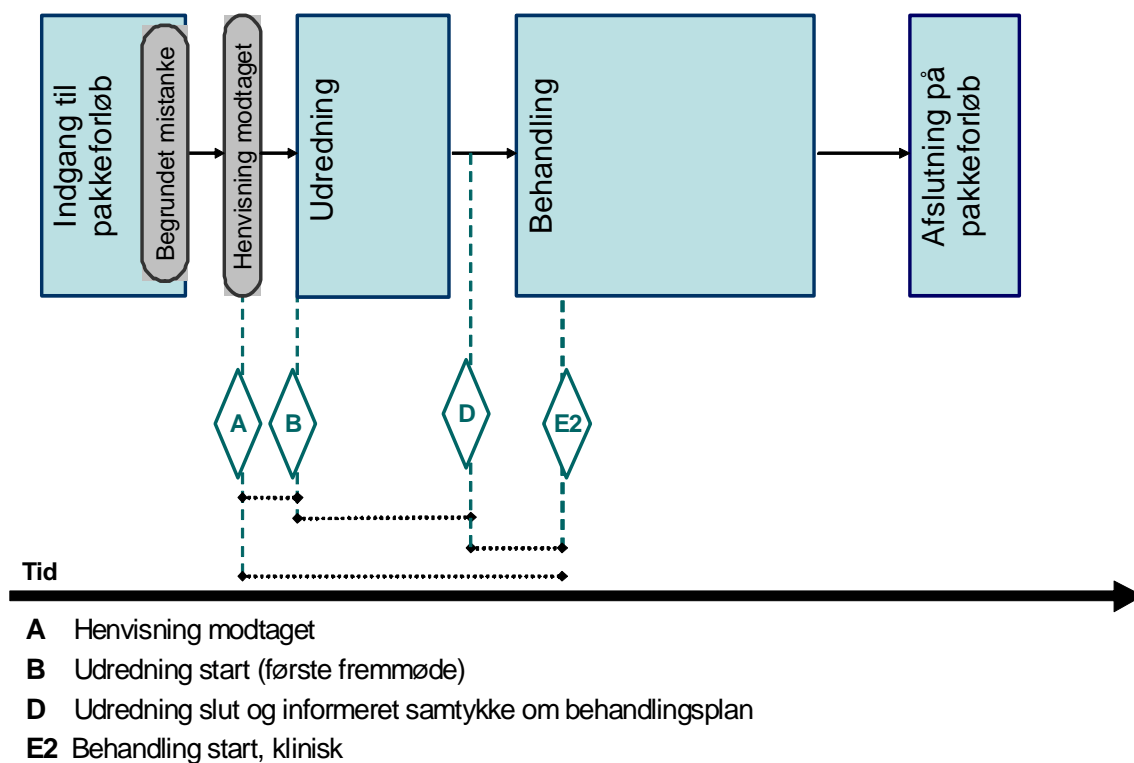 Indgang til
pakkeforløb
Begrundet mistanke
Henvisning modtaget
Udredning
Behandling
Afslutning på
pakkeforløb
A
B
D
E2
Tid
A Henvisning modtaget
B Udredning start (første fremmøde)
D Udredning slut og informeret samtykke om behandlingsplan
E2 Behandling start, klinisk